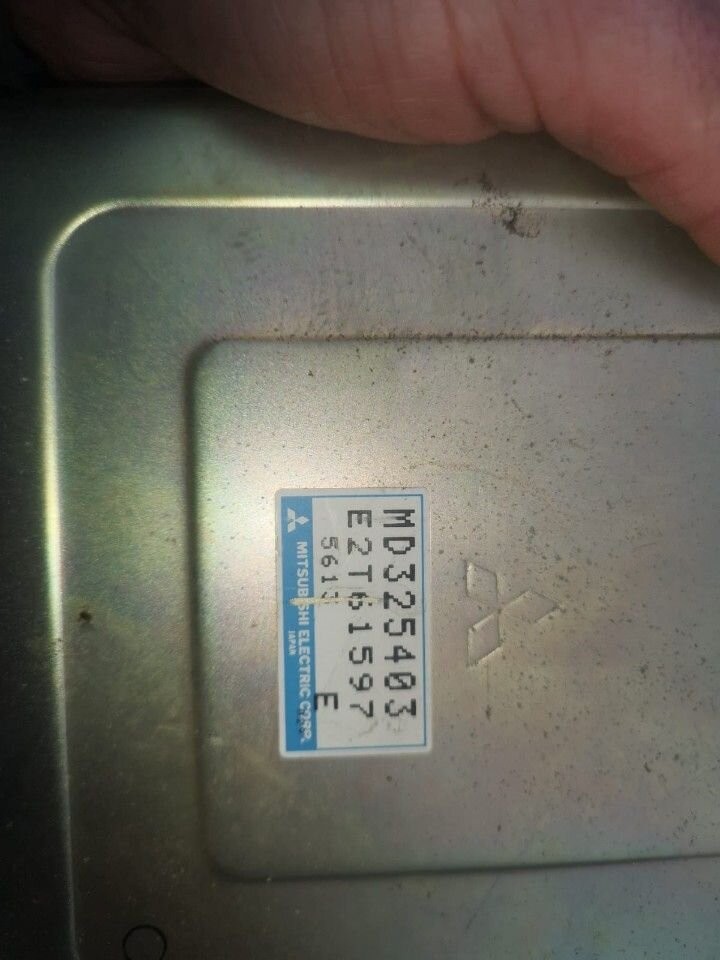 MD325403
E2T61597
E
MITSUBISHI ELECTRIC CORP.
JAPAN